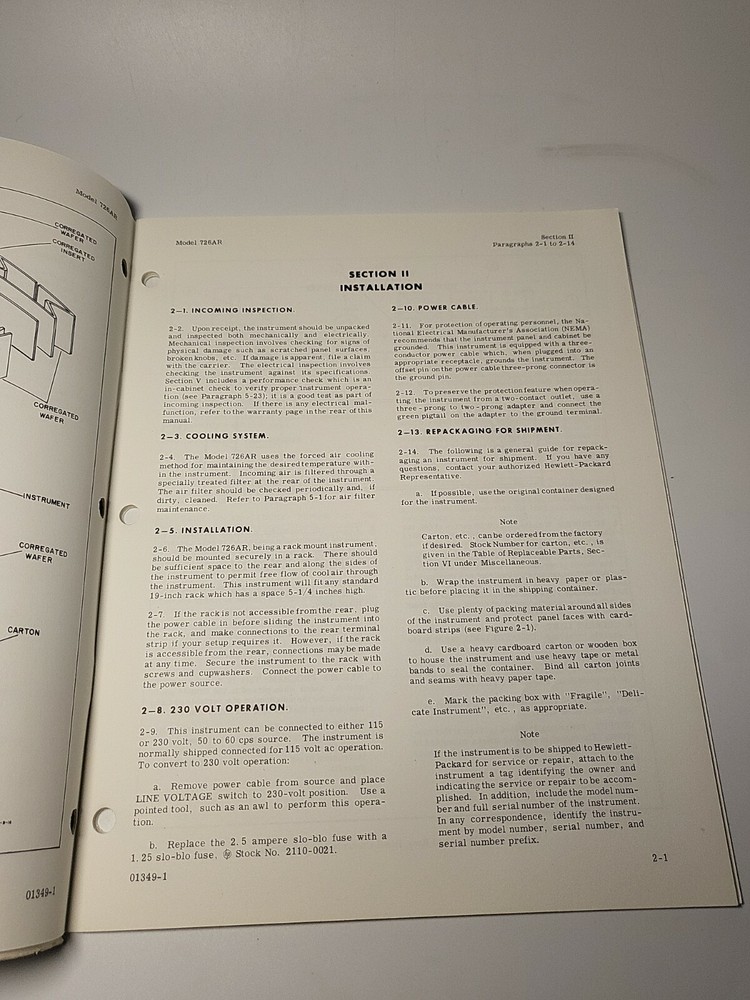 Model 726AR
CORREGATED
WAFER
CORREGATED
INSERT
CORREGATED
WAFER
INSTRUMENT
CORREGATED
WAFER
CARTON
01349-1
Model 726AR
Section II
Paragraphs 2-1 to 2-14
SECTION II
INSTALLATION
2-1. INCOMING INSPECTION.
2-2. Upon receipt, the instrument should be unpacked
and inspected both mechanically and electrically.
Mechanical inspection involves checking for signs of
physical damage such as scratched panel surfaces,
broken knobs, etc. If damage is apparent, file a claim
with the carrier. The electrical inspection involves
checking the instrument against its specifications.
Section V includes a performance check which is an
in-cabinet check to verify proper instrument opera-
tion (see Paragraph 5-23); it is a good test as part of
incoming inspection. If there is any electrical mal-
function, refer to the warranty page in the rear of this
manual.
2-3. COOLING SYSTEM.
2-4. The Model 726AR uses the forced air cooling
method for maintaining the desired temperature with-
in the instrument. Incoming air is filtered through a
specially treated filter at the rear of the instrument.
The air filter should be checked periodically and, if
dirty, cleaned. Refer to Paragraph 5-1 for air filter
maintenance.
2-5. INSTALLATION.
2-6. The Model 726AR, being a rack mount instrument,
should be mounted securely in a rack. There should
be sufficient space to the rear and along the sides of
the instrument to permit free flow of cool air through
the instrument. This instrument will fit any standard
19-inch rack which has a space 5-1/4 inches high.
2-7. If the rack is not accessible from the rear, plug
the power cable in before sliding the instrument into
the rack, and make connections to the rear terminal
strip if your setup requires it. However, if the rack
is accessible from the rear, connections may be made
at any time. Secure the instrument to the rack with
screws and cupwashers. Connect the power cable to
the power source.
2-8. 230 VOLT OPERATION.
2-9. This instrument can be connected to either 115
or 230 volt, 50 to 60 cps source. The instrument is
normally shipped connected for 115 volt ac operation.
To convert to 230 volt operation:
a. Remove power cable from source and place
LINE VOLTAGE switch to 230-volt position. Use a
pointed tool, such as an awl to perform this opera-
tion.
b. Replace the 2.5 ampere slo-blo fuse with a
1.25 slo-blo fuse, hp Stock No. 2110-0021.
01349-1
2-10. POWER CABLE.
2-11. For protection of operating personnel, the Na-
tional Electrical Manufacturer's Association (NEMA)
recommends that the instrument panel and cabinet be
grounded. This instrument is equipped with a three-
conductor power cable which, when plugged into an
appropriate receptacle, grounds the instrument. The
offset pin on the power cable three-prong connector is
the ground pin.
2-12. To preserve the protection feature when opera-
ting the instrument from a two-contact outlet, use a
three-prong to two-prong adapter and connect the
green pigtail on the adapter to the ground terminal.
2-13. REPACKAGING FOR SHIPMENT.
2-14. The following is a general guide for repack-
aging an instrument for shipment. If you have any
questions, contact your authorized Hewlett-Packard
Representative.
a. If possible, use the original container designed
for the instrument.
Note
Carton, etc., can be ordered from the factory
if desired. Stock Number for carton, etc., is
given in the Table of Replaceable Parts, Sec-
tion VI under Miscellaneous.
b. Wrap the instrument in heavy paper or plas-
tic before placing it in the shipping container.
c. Use plenty of packing material around all sides
of the instrument and protect panel faces with card-
board strips (see Figure 2-1).
d. Use a heavy cardboard carton or wooden box
to house the instrument and use heavy tape or metal
bands to seal the container. Bind all carton joints
and seams with heavy paper tape.
e. Mark the packing box with "Fragile", "Deli-
cate Instrument", etc., as appropriate.
Note
If the instrument is to be shipped to Hewlett-
Packard for service or repair, attach to the
instrument a tag identifying the owner and
indicating the service or repair to be accom-
plished. In addition, include the model num-
ber and full serial number of the instrument.
In any correspondence, identify the instru-
ment by model number, serial number, and
serial number prefix.
2-1